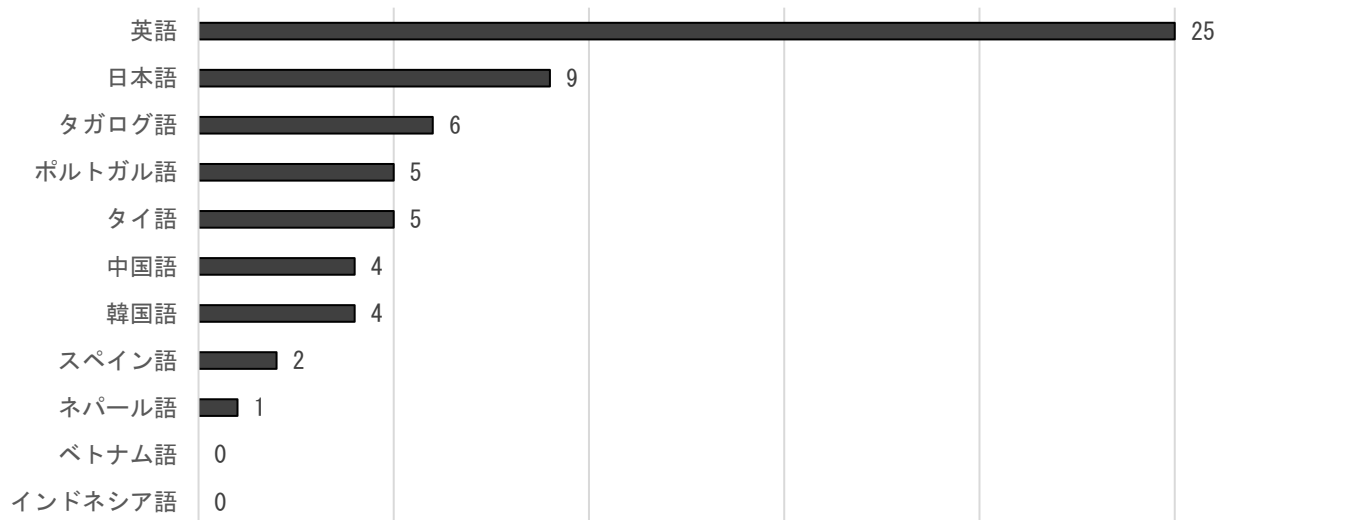 英語 25
日本語 9
タガログ語 6
ポルトガル語 5
タイ語 5
中国語 4
韓国語 4
スペイン語 2
ネパール語 1
ベトナム語 0
インドネシア語 0